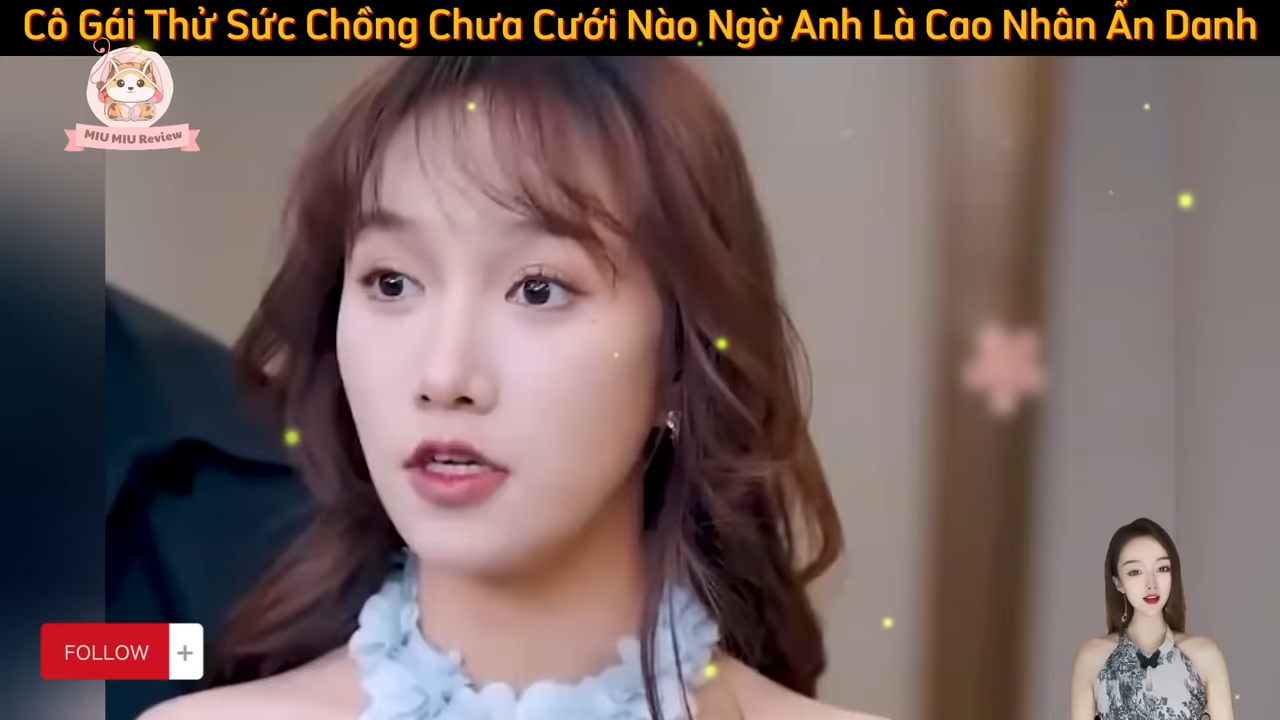 Cô Gái Thử Sức Chồng Chưa Cưới Nào Ngờ Anh Là Cao Nhân Ẩn Danh
MIU MIU Review
FOLLOW +